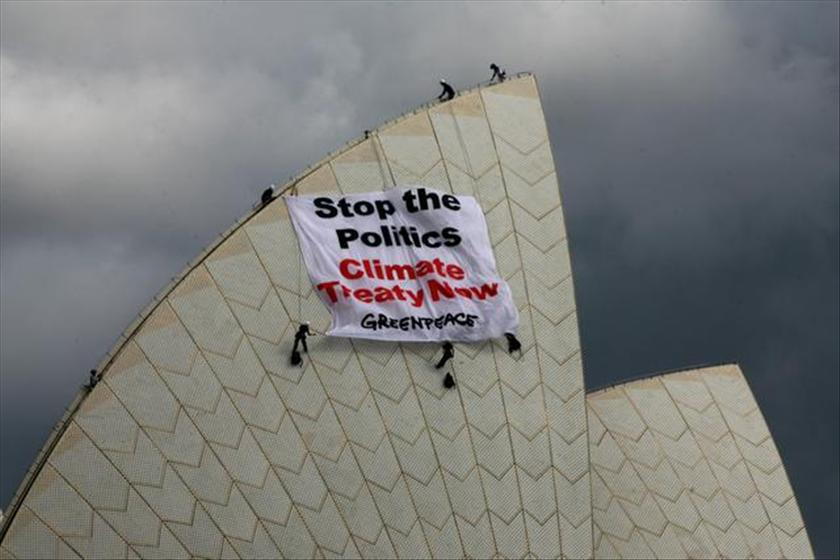 Stop the
Politics
Climate
Treaty Now
GREENPEACE